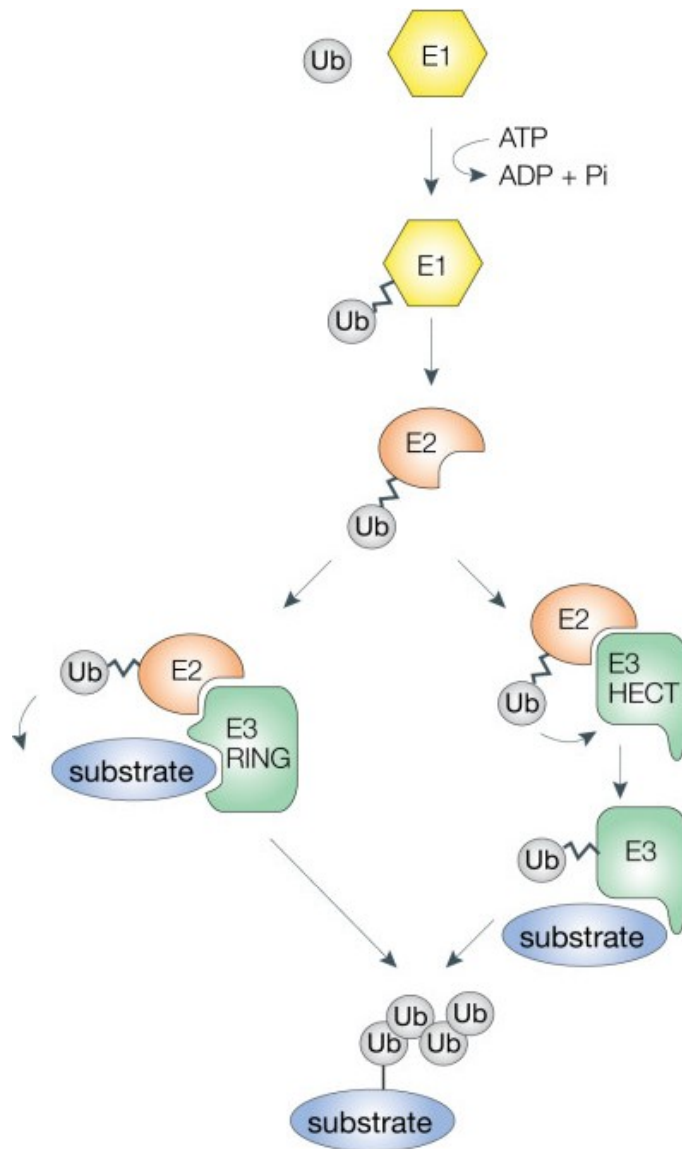 Ub
E1
ATP
ADP + Pi
E1
Ub
E2
Ub
Ub
E2
E3
RING
substrate
E2
E3
HECT
Ub
Ub
E3
substrate
Ub
Ub
Ub
Ub
substrate